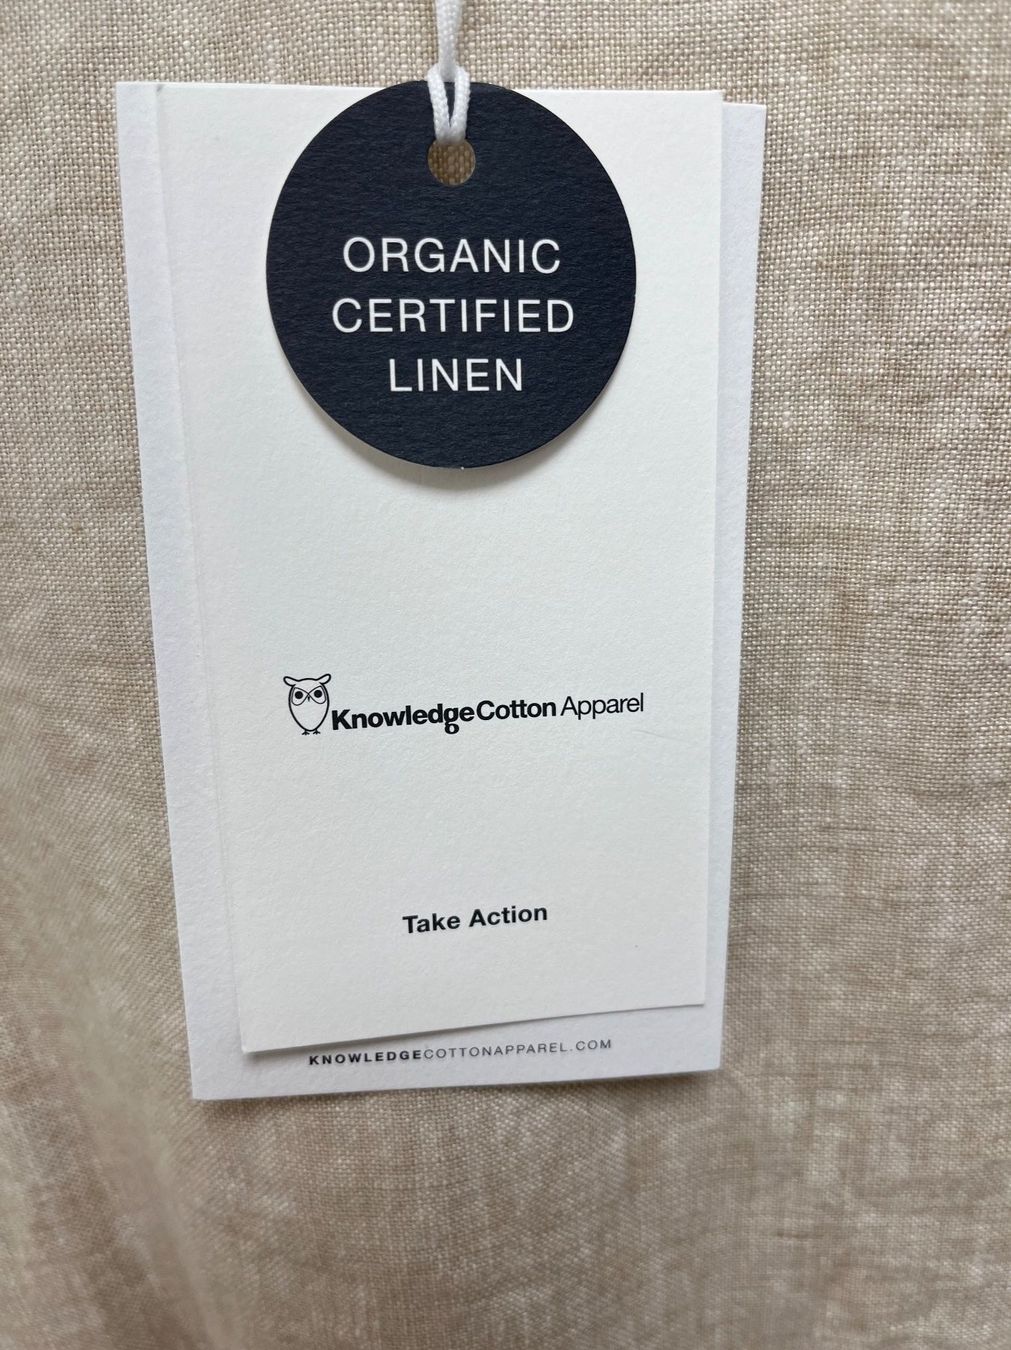 ORGANIC
CERTIFIED
LINEN
KnowledgeCotton Apparel
Take Action
KNOWLEDGECOTTONAPPAREL.COM